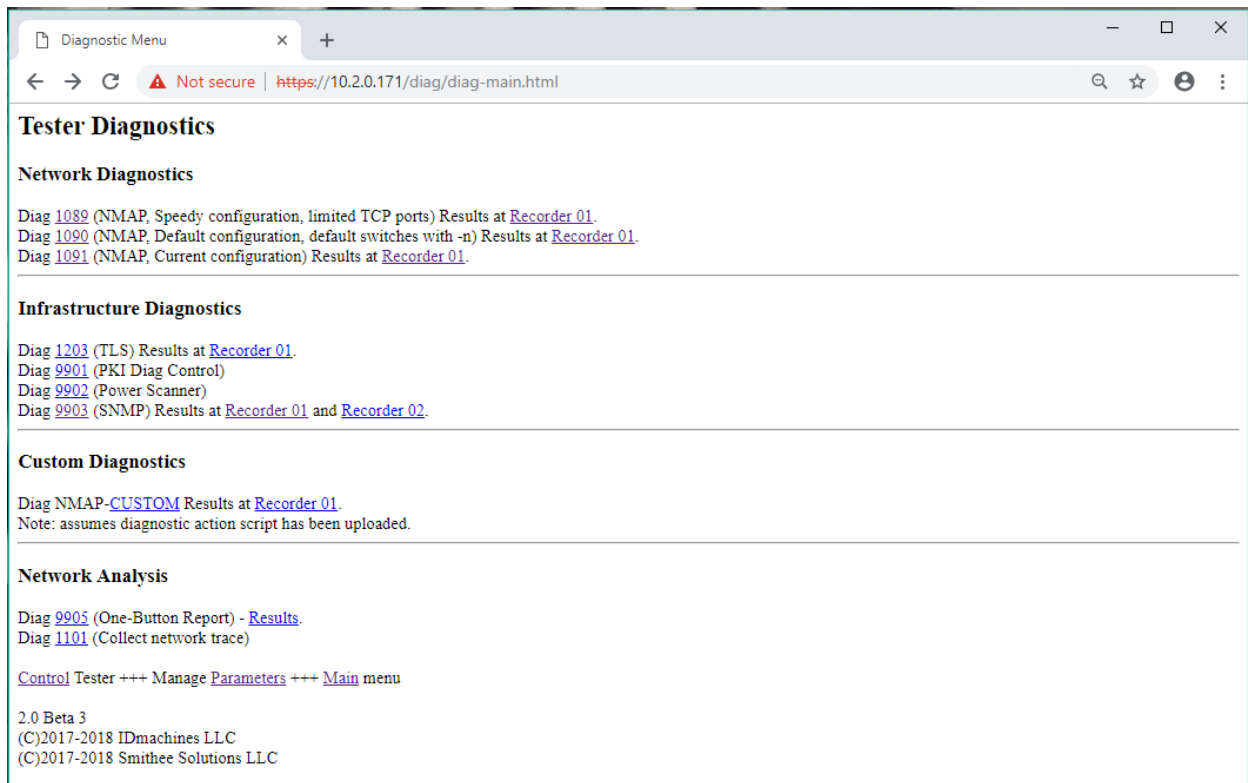 Diagnostic Menu
Not secure | https://10.2.0.171/diag/diag-main.html
Tester Diagnostics
Network Diagnostics
Diag 1089 (NMAP, Speedy configuration, limited TCP ports) Results at Recorder 01.
Diag 1090 (NMAP, Default configuration, default switches with -n) Results at Recorder 01.
Diag 1091 (NMAP, Current configuration) Results at Recorder 01.
Infrastructure Diagnostics
Diag 1203 (TLS) Results at Recorder 01.
Diag 9901 (PKI Diag Control)
Diag 9902 (Power Scanner)
Diag 9903 (SNMP) Results at Recorder 01 and Recorder 02.
Custom Diagnostics
Diag NMAP-CUSTOM Results at Recorder 01.
Note: assumes diagnostic action script has been uploaded.
Network Analysis
Diag 9905 (One-Button Report) - Results.
Diag 1101 (Collect network trace)
Control Tester +++ Manage Parameters +++ Main menu
2.0 Beta 3
(C)2017-2018 IDmachines LLC
(C)2017-2018 Smithee Solutions LLC